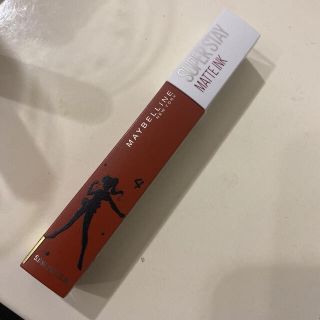 SUPER STAY
MATTE INK
MAYBELLINE
NEW YORK